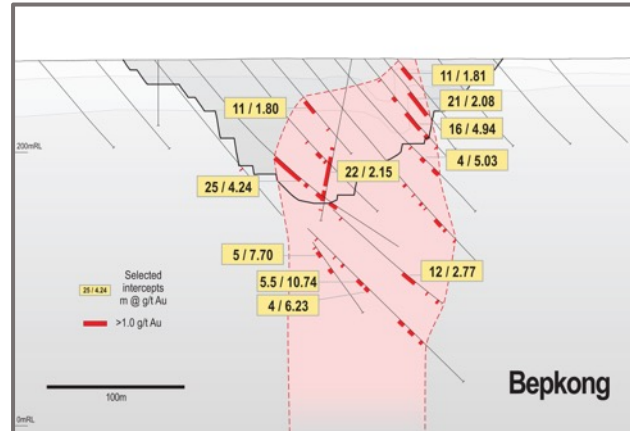 11 / 1.81
11 / 1.80
21 / 2.08
16 / 4.94
200mRL
4 / 5.03
22 / 2.15
25 / 4.24
5 / 7.70
12 / 2.77
5.5 / 10.74
4 / 6.23
25 / 4.24
Selected
intercepts
m @ g/t Au
>1.0 g/t Au
100m
Bepkong
0mRL